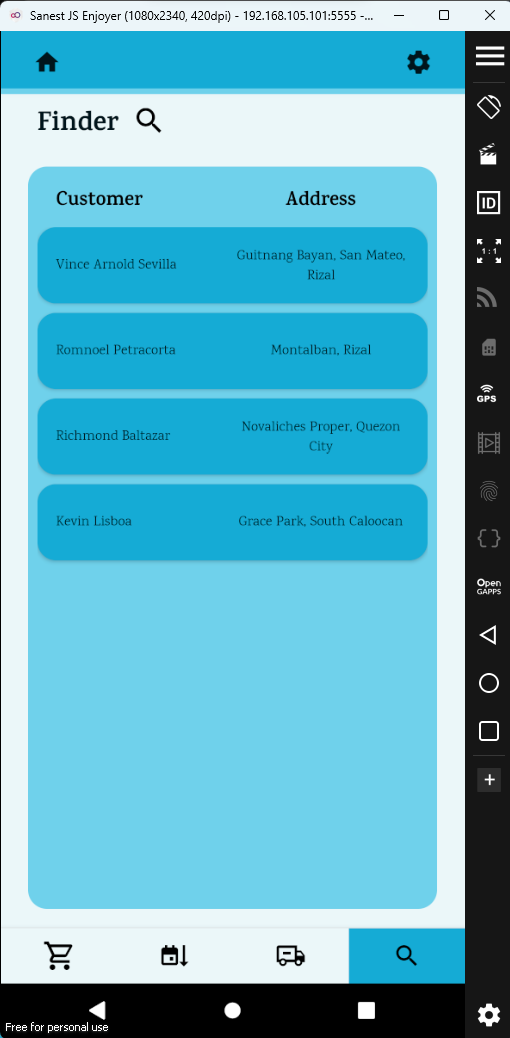 Sanest JS Enjoyer (1080x2340, 420dpi) - 192.168.105.101:5555 -...
Finder
Customer Address
Vince Arnold Sevilla
Guitnang Bayan, San Mateo,
Rizal
Romnoel Petracorta
Montalban, Rizal
Richmond Baltazar
Novaliches Proper, Quezon
City
Kevin Lisboa
Grace Park, South Caloocan
Free for personal use
ID
1:1
GPS
Open
GAPPS